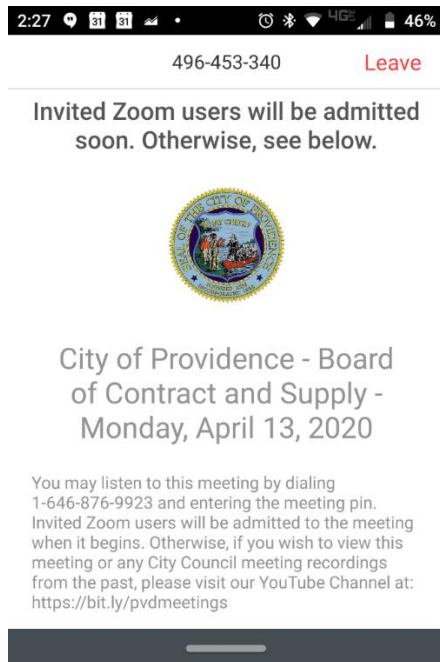 2:27 31 31 4GE 46%
496-453-340 Leave
Invited Zoom users will be admitted
soon. Otherwise, see below.
City of Providence - Board
of Contract and Supply -
Monday, April 13, 2020
You may listen to this meeting by dialing
1-646-876-9923 and entering the meeting pin.
Invited Zoom users will be admitted to the meeting
when it begins. Otherwise, if you wish to view this
meeting or any City Council meeting recordings
from the past, please visit our YouTube Channel at:
https://bit.ly/pvdmeetings